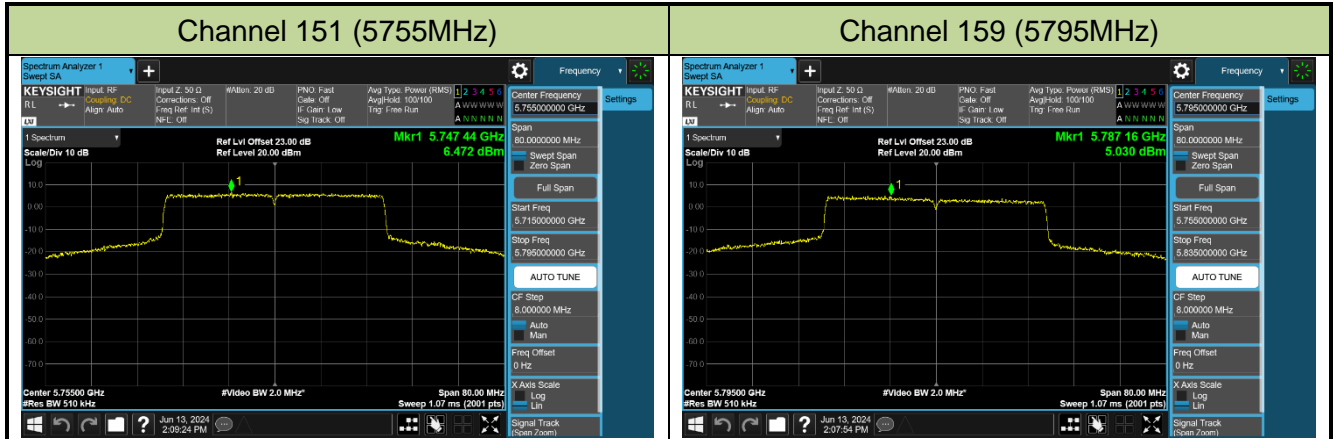 Channel 151 (5755MHz)
Spectrum Analyzer 1
Swept SA
Frequency
KEYSIGHT
RL
LXI
Input: RF
Coupling: DC
Align: Auto
Input Z: 50 Ω
Corrections: Off
Freq Ref: Int (S)
NFE: Off
#Atten: 20 dB
PNO: Fast
Gate: Off
IF Gain: Low
Sig Track: Off
Avg Type: Power (RMS)
Avg|Hold: 100/100
Trig: Free Run
1 2 3 4 5 6
A W W W W W
A N N N N N
1 Spectrum
Scale/Div 10 dB
Log
Ref Lvl Offset 23.00 dB
Ref Level 20.00 dBm
Mkr1 5.747 44 GHz
6.472 dBm
1
10.0
0.00
-10.0
-20.0
-30.0
-40.0
-50.0
-60.0
-70.0
Center 5.75500 GHz
#Res BW 510 kHz
#Video BW 2.0 MHz*
Span 80.00 MHz
Sweep 1.07 ms (2001 pts)
Center Frequency
5.755000000 GHz
Settings
Span
80.0000000 MHz
Swept Span
Zero Span
Full Span
Start Freq
5.715000000 GHz
Stop Freq
5.795000000 GHz
AUTO TUNE
CF Step
8.000000 MHz
Auto
Man
Freq Offset
0 Hz
X Axis Scale
Log
Lin
Signal Track
(Span Zoom)
?
Jun 13, 2024
2:09:24 PM
Channel 159 (5795MHz)
Spectrum Analyzer 1
Swept SA
Frequency
KEYSIGHT
RL
LXI
Input: RF
Coupling: DC
Align: Auto
Input Z: 50 Ω
Corrections: Off
Freq Ref: Int (S)
NFE: Off
#Atten: 20 dB
PNO: Fast
Gate: Off
IF Gain: Low
Sig Track: Off
Avg Type: Power (RMS)
Avg|Hold: 100/100
Trig: Free Run
1 2 3 4 5 6
A W W W W W
A N N N N N
1 Spectrum
Scale/Div 10 dB
Log
Ref Lvl Offset 23.00 dB
Ref Level 20.00 dBm
Mkr1 5.787 16 GHz
5.030 dBm
1
10.0
0.00
-10.0
-20.0
-30.0
-40.0
-50.0
-60.0
-70.0
Center 5.79500 GHz
#Res BW 510 kHz
#Video BW 2.0 MHz*
Span 80.00 MHz
Sweep 1.07 ms (2001 pts)
Center Frequency
5.795000000 GHz
Settings
Span
80.0000000 MHz
Swept Span
Zero Span
Full Span
Start Freq
5.755000000 GHz
Stop Freq
5.835000000 GHz
AUTO TUNE
CF Step
8.000000 MHz
Auto
Man
Freq Offset
0 Hz
X Axis Scale
Log
Lin
Signal Track
(Span Zoom)
?
Jun 13, 2024
2:07:54 PM